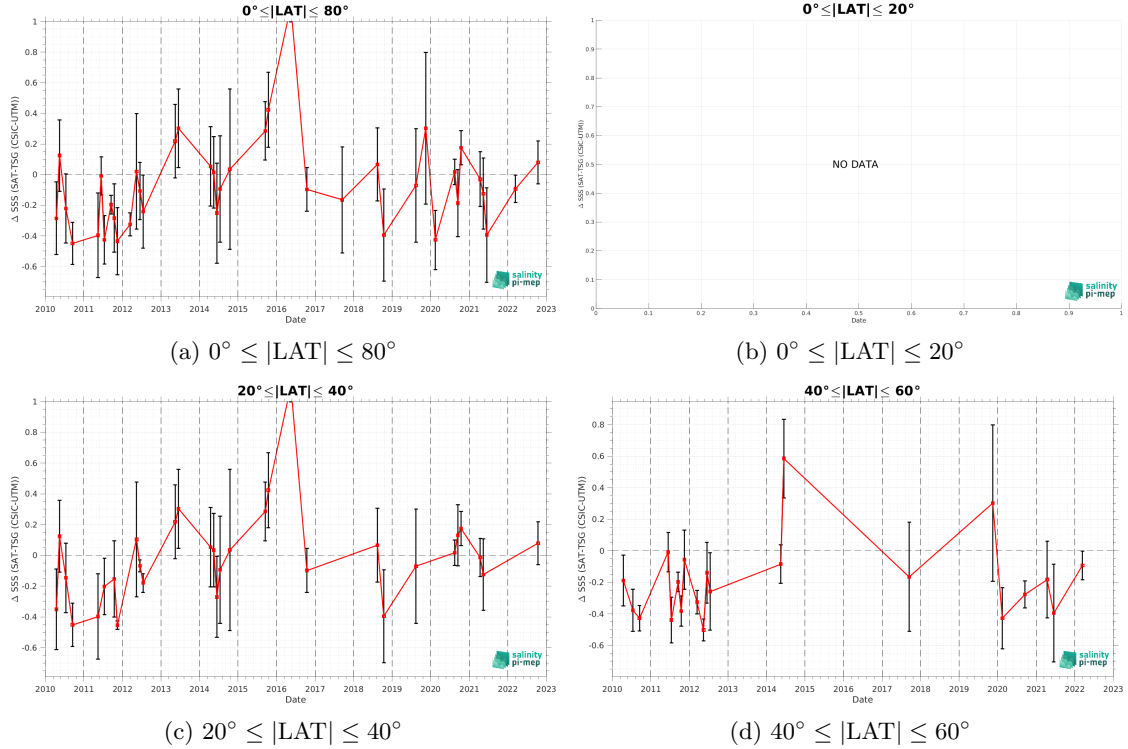 0°≤|LAT|≤ 80°
Δ SSS (SAT-TSG (CSIC-UTM))
1
0.8
0.6
0.4
0.2
0
-0.2
-0.4
-0.6
2010 2011 2012 2013 2014 2015 2016 2017 2018 2019 2020 2021 2022 2023
Date
salinity
pi-mep
(a) 0° ≤ |LAT| ≤ 80°
0°≤|LAT|≤ 20°
Δ SSS (SAT-TSG (CSIC-UTM))
1
0.9
0.8
0.7
0.6
0.5
0.4
0.3
0.2
0.1
0
NO DATA
0 0.1 0.2 0.3 0.4 0.5 0.6 0.7 0.8 0.9 1
Date
salinity
pi-mep
(b) 0° ≤ |LAT| ≤ 20°
20°≤|LAT|≤ 40°
Δ SSS (SAT-TSG (CSIC-UTM))
1
0.8
0.6
0.4
0.2
0
-0.2
-0.4
-0.6
2010 2011 2012 2013 2014 2015 2016 2017 2018 2019 2020 2021 2022 2023
Date
salinity
pi-mep
(c) 20° ≤ |LAT| ≤ 40°
40°≤|LAT|≤ 60°
Δ SSS (SAT-TSG (CSIC-UTM))
0.8
0.6
0.4
0.2
0
-0.2
-0.4
-0.6
2010 2011 2012 2013 2014 2015 2016 2017 2018 2019 2020 2021 2022 2023
Date
salinity
pi-mep
(d) 40° ≤ |LAT| ≤ 60°